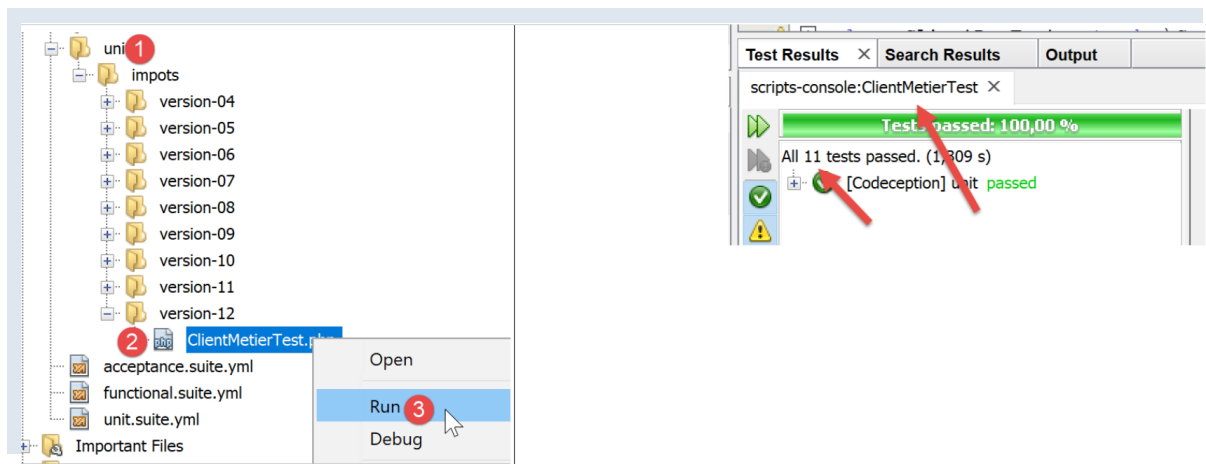 uni 1
impots
version-04
version-05
version-06
version-07
version-08
version-09
version-10
version-11
version-12
2 ClientMetierTest.php
acceptance.suite.yml
functional.suite.yml
unit.suite.yml
Important Files
Open
Run 3
Debug
Test Results Search Results Output
scripts-console:ClientMetierTest
Tests passed: 100,00 %
All 11 tests passed. (1,309 s)
[Codeception] unit passed